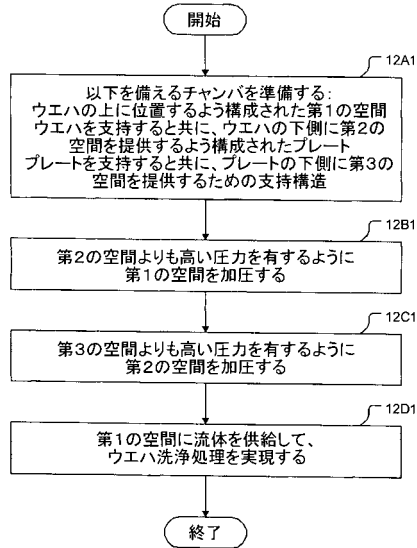 開始
12A1
以下を備えるチャンバを準備する:
ウエハの上に位置するよう構成された第1の空間
ウエハを支持すると共に、ウエハの下側に第2の
空間を提供するよう構成されたプレート
プレートを支持すると共に、プレートの下側に第3の
空間を提供するための支持構造
12B1
第2の空間よりも高い圧力を有するように
第1の空間を加圧する
12C1
第3の空間よりも高い圧力を有するように
第2の空間を加圧する
12D1
第1の空間に流体を供給して、
ウエハ洗浄処理を実現する
終了